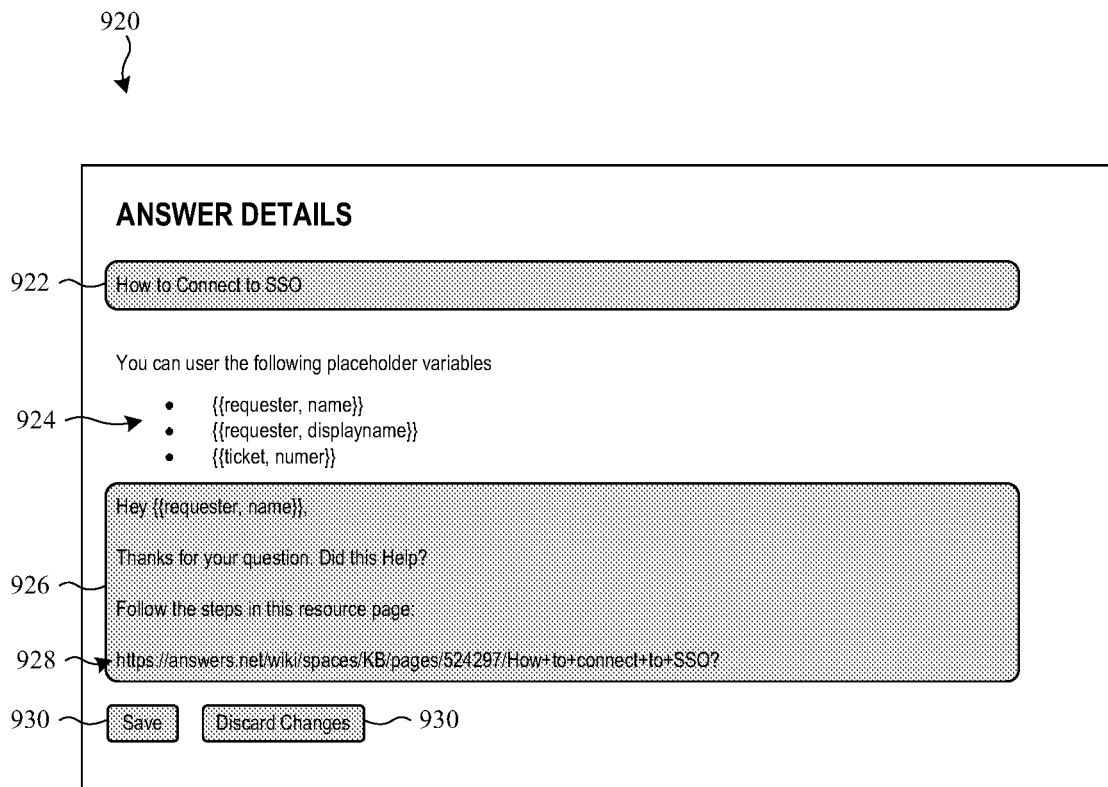 920
ANSWER DETAILS
922
How to Connect to SSO
You can user the following placeholder variables
924
• {{requester, name}}
• {{requester, displayname}}
• {{ticket, numer}}
Hey {{requester, name}},
Thanks for your question. Did this Help?
926
Follow the steps in this resource page:
928
https://answers.net/wiki/spaces/KB/pages/524297/How+to+connect+to+SSO?
930 Save Discard Changes 930